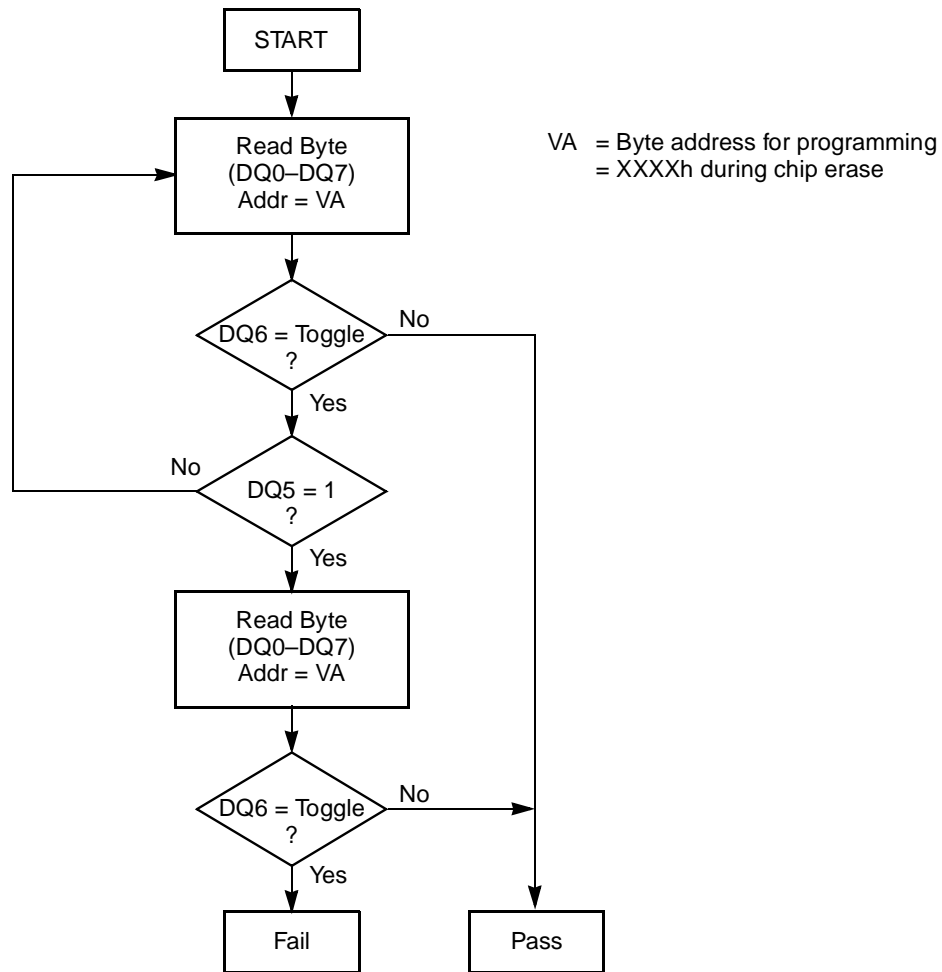 START
Read Byte
(DQ0–DQ7)
Addr = VA
VA = Byte address for programming
= XXXXh during chip erase
DQ6 = Toggle
?
No
Yes
No
DQ5 = 1
?
Yes
Read Byte
(DQ0–DQ7)
Addr = VA
DQ6 = Toggle
?
No
Yes
Fail
Pass